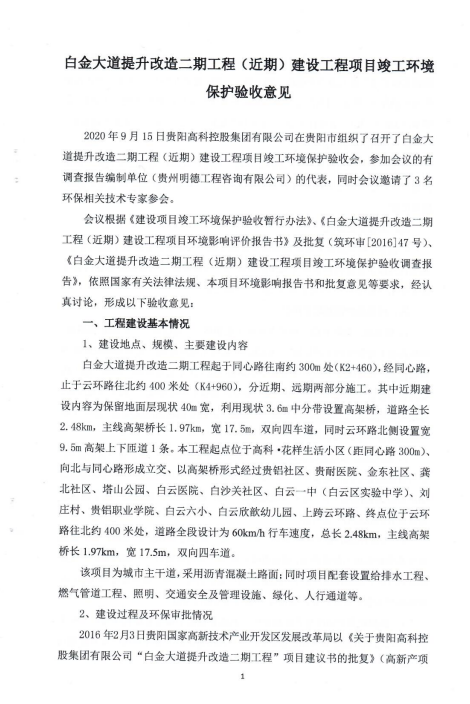 白金大道提升改造二期工程（近期）建设工程项目竣工环境
保护验收意见
2020 年 9 月 15 日贵阳高科控股集团有限公司在贵阳市组织了召开了白金大
道提升改造二期工程（近期）建设工程项目竣工环境保护验收会，参加会议的有
调查报告编制单位（贵州明德工程咨询有限公司）的代表，同时会议邀请了 3 名
环保相关技术专家参会。
会议根据《建设项目竣工环境保护验收暂行办法》、《白金大道提升改造二期
工程（近期）建设工程项目环境影响评价报告书》及批复（筑环审[2016]47 号）、
《白金大道提升改造二期工程（近期）建设工程项目竣工环境保护验收调查报
告》，依照国家有关法律法规、本项目环境影响报告书和批复意见等要求，经认
真讨论，形成以下验收意见：
一、工程建设基本情况
1、建设地点、规模、主要建设内容
白金大道提升改造二期工程起于同心路往南约 300m 处(K2+460)，经同心路，
止于云环路往北约 400 米处（K4+960），分近期、远期两部分施工。其中近期建
设内容为保留地面层现状 40m 宽，利用现状 3.6m 中分带设置高架桥，道路全长
2.48km，主线高架桥长 1.97km，宽 17.5m，双向四车道，同时云环路北侧设置宽
9.5m 高架上下匝道 1 条。本工程起点位于高科·花样生活小区（距同心路 300m）、
向北与同心路形成立交、以高架桥形式经过贵铝社区、贵耐医院、金东社区、龚
北社区、塔山公园、白云医院、白沙关社区、白云一中（白云区实验中学）、刘
庄村、贵铝职业学院、白云六小、白云欣歆幼儿园、上跨云环路、终点位于云环
路往北约 400 米处，道路全段设计为 60km/h 行车速度，总长 2.48km，主线高架
桥长 1.97km，宽 17.5m，双向四车道。
该项目为城市主干道，采用沥青混凝土路面；同时项目配套设置给排水工程、
燃气管道工程、照明、交通安全及管理设施、绿化、人行通道等。
2、建设过程及环保审批情况
2016 年2月3日贵阳国家高新技术产业开发区发展改革局以《关于贵阳高科控
股集团有限公司“白金大道提升改造二期工程”项目建议书的批复》（高新产项
1